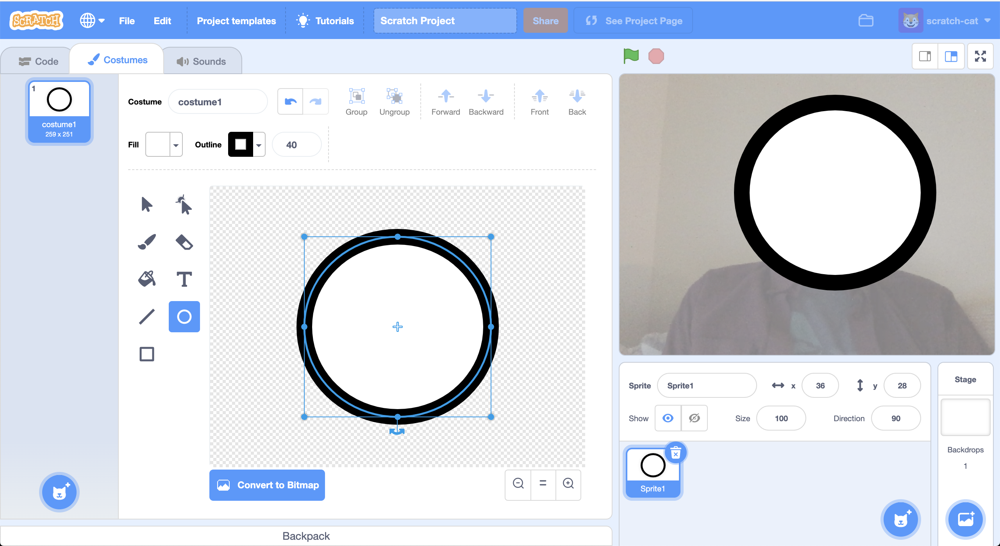 SCRATCH File Edit Project templates Tutorials Scratch Project Share See Project Page scratch-cat
Code Costumes Sounds
1
costume1
259 x 251
Costume costume1
Group Ungroup Forward Backward Front Back
Fill Outline 40
Convert to Bitmap
Backpack
Sprite Sprite1 x 36 y 28
Show Size 100 Direction 90
Sprite1
Stage
Backdrops
1